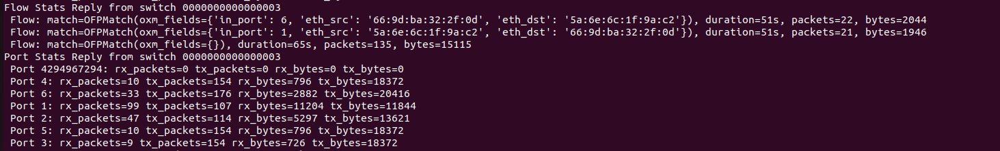 Flow Stats Reply from switch 0000000000000003
Flow: match=OFPMatch(oxm_fields={'in_port': 6, 'eth_src': '66:9d:ba:32:2f:0d', 'eth_dst': '5a:6e:6c:1f:9a:c2'}), duration=51s, packets=22, bytes=2044
Flow: match=OFPMatch(oxm_fields={'in_port': 1, 'eth_src': '5a:6e:6c:1f:9a:c2', 'eth_dst': '66:9d:ba:32:2f:0d'}), duration=51s, packets=21, bytes=1946
Flow: match=OFPMatch(oxm_fields={}), duration=65s, packets=135, bytes=15115
Port Stats Reply from switch 0000000000000003
Port 4294967294: rx_packets=0 tx_packets=0 rx_bytes=0 tx_bytes=0
Port 4: rx_packets=10 tx_packets=154 rx_bytes=796 tx_bytes=18372
Port 6: rx_packets=33 tx_packets=176 rx_bytes=2882 tx_bytes=20416
Port 1: rx_packets=99 tx_packets=107 rx_bytes=11204 tx_bytes=11844
Port 2: rx_packets=47 tx_packets=114 rx_bytes=5297 tx_bytes=13621
Port 5: rx_packets=10 tx_packets=154 rx_bytes=796 tx_bytes=18372
Port 3: rx_packets=9 tx_packets=154 rx_bytes=726 tx_bytes=18372